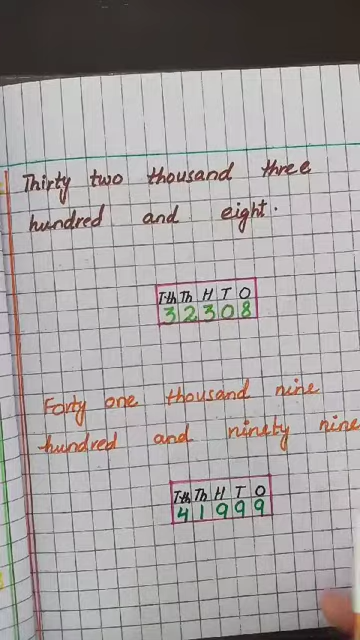 Thirty two thousand three
hundred and eight.
T-th Th H T O
3 2 3 0 8
Forty one thousand nine
hundred and ninety nine
T-th Th H T O
4 1 9 9 9